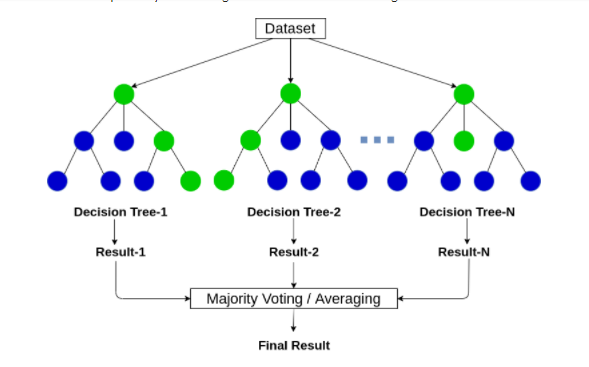 Dataset
Decision Tree-1
Decision Tree-2
Decision Tree-N
Result-1
Result-2
Result-N
Majority Voting / Averaging
Final Result